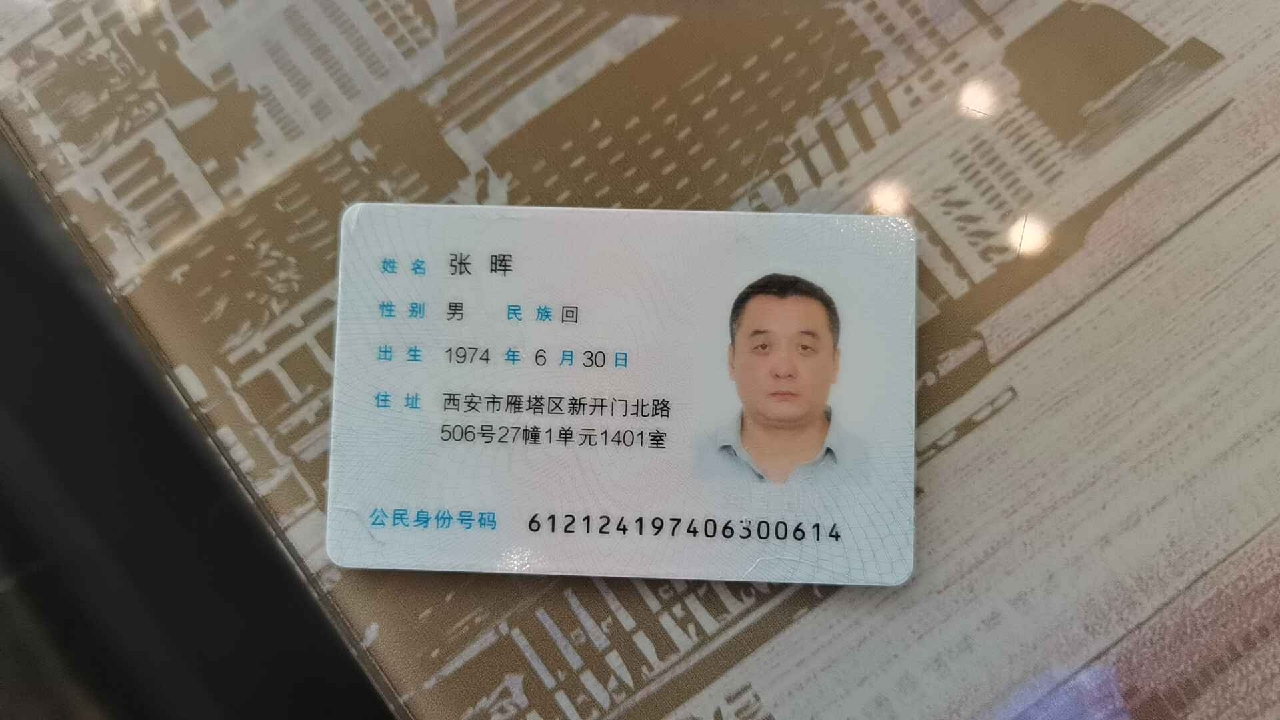 姓名 张晖
性别 男 民族 回
出生 1974 年 6 月 30 日
住址 西安市雁塔区新开门北路
506号27幢1单元1401室
公民身份号码 612124197406300614